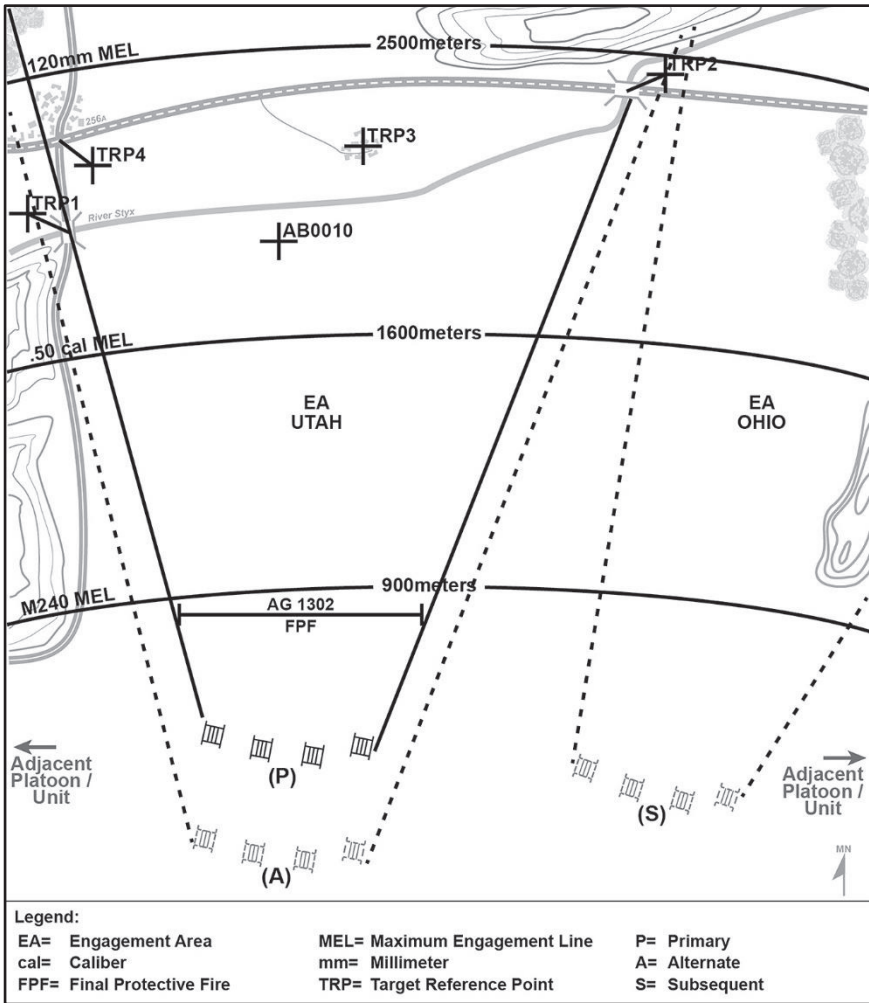 2500meters
120mm MEL
TRP2
256A
TRP3
TRP4
TRP1
River Styx
AB0010
1600meters
.50 cal MEL
EA
UTAH
EA
OHIO
900meters
M240 MEL
AG 1302
FPF
Adjacent
Platoon /
Unit
(P)
Adjacent
Platoon /
Unit
(S)
(A)
MN
Legend:
EA= Engagement Area MEL= Maximum Engagement Line P= Primary
cal= Caliber mm= Millimeter A= Alternate
FPF= Final Protective Fire TRP= Target Reference Point S= Subsequent